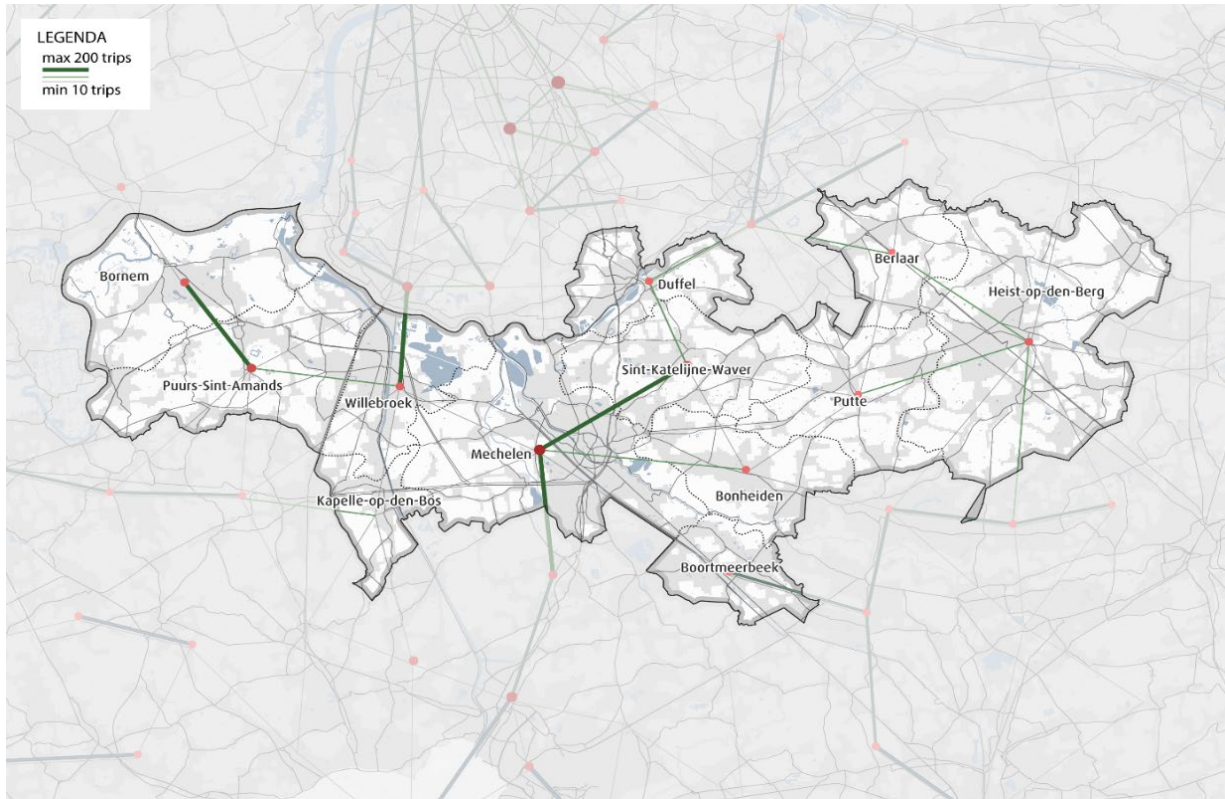 LEGENDA
max 200 trips
min 10 trips
Bornem
Duffel
Berlaar
Heist-op-den-Berg
Puurs-Sint-Amands
Willebroek
Sint-Katelijne-Waver
Putte
Mechelen
Kapelle-op-den-Bos
Bonheiden
Boortmeerbeek